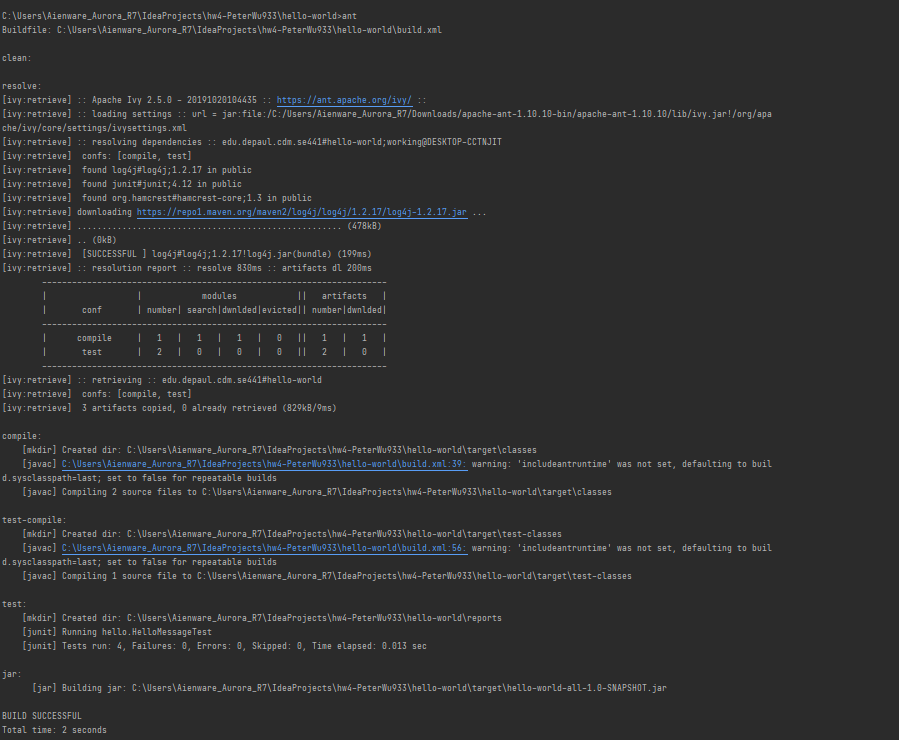 C:\Users\Aienware_Aurora_R7\IdeaProjects\hw4-PeterWu933\hello-world>ant
Buildfile: C:\Users\Aienware_Aurora_R7\IdeaProjects\hw4-PeterWu933\hello-world\build.xml

clean:

resolve:
[ivy:retrieve] :: Apache Ivy 2.5.0 - 20191020104435 :: https://ant.apache.org/ivy/ ::
[ivy:retrieve] :: loading settings :: url = jar:file:/C:/Users/Aienware_Aurora_R7/Downloads/apache-ant-1.10.10-bin/apache-ant-1.10.10/lib/ivy.jar!/org/apa
che/ivy/core/settings/ivysettings.xml
[ivy:retrieve] :: resolving dependencies :: edu.depaul.cdm.se441#hello-world;working@DESKTOP-CCTNJIT
[ivy:retrieve]  confs: [compile, test]
[ivy:retrieve]  found log4j#log4j;1.2.17 in public
[ivy:retrieve]  found junit#junit;4.12 in public
[ivy:retrieve]  found org.hamcrest#hamcrest-core;1.3 in public
[ivy:retrieve] downloading https://repo1.maven.org/maven2/log4j/log4j/1.2.17/log4j-1.2.17.jar ...
[ivy:retrieve] ..................................................... (478kB)
[ivy:retrieve] .. (0kB)
[ivy:retrieve]  [SUCCESSFUL ] log4j#log4j;1.2.17!log4j.jar(bundle) (199ms)
[ivy:retrieve] :: resolution report :: resolve 830ms :: artifacts dl 200ms
        ---------------------------------------------------------------------
        |                  |            modules            ||   artifacts   |
        |       conf       | number| search|dwnlded|evicted|| number|dwnlded|
        ---------------------------------------------------------------------
        |      compile     |   1   |   1   |   1   |   0   ||   1   |   1   |
        |       test       |   2   |   0   |   0   |   0   ||   2   |   0   |
        ---------------------------------------------------------------------
[ivy:retrieve] :: retrieving :: edu.depaul.cdm.se441#hello-world
[ivy:retrieve]  confs: [compile, test]
[ivy:retrieve]  3 artifacts copied, 0 already retrieved (829kB/9ms)

compile:
    [mkdir] Created dir: C:\Users\Aienware_Aurora_R7\IdeaProjects\hw4-PeterWu933\hello-world\target\classes
    [javac] C:\Users\Aienware_Aurora_R7\IdeaProjects\hw4-PeterWu933\hello-world\build.xml:39: warning: 'includeantruntime' was not set, defaulting to buil
d.sysclasspath=last; set to false for repeatable builds
    [javac] Compiling 2 source files to C:\Users\Aienware_Aurora_R7\IdeaProjects\hw4-PeterWu933\hello-world\target\classes

test-compile:
    [mkdir] Created dir: C:\Users\Aienware_Aurora_R7\IdeaProjects\hw4-PeterWu933\hello-world\target\test-classes
    [javac] C:\Users\Aienware_Aurora_R7\IdeaProjects\hw4-PeterWu933\hello-world\build.xml:56: warning: 'includeantruntime' was not set, defaulting to buil
d.sysclasspath=last; set to false for repeatable builds
    [javac] Compiling 1 source file to C:\Users\Aienware_Aurora_R7\IdeaProjects\hw4-PeterWu933\hello-world\target\test-classes

test:
    [mkdir] Created dir: C:\Users\Aienware_Aurora_R7\IdeaProjects\hw4-PeterWu933\hello-world\reports
    [junit] Running hello.HelloMessageTest
    [junit] Tests run: 4, Failures: 0, Errors: 0, Skipped: 0, Time elapsed: 0.013 sec

jar:
      [jar] Building jar: C:\Users\Aienware_Aurora_R7\IdeaProjects\hw4-PeterWu933\hello-world\target\hello-world-all-1.0-SNAPSHOT.jar

BUILD SUCCESSFUL
Total time: 2 seconds